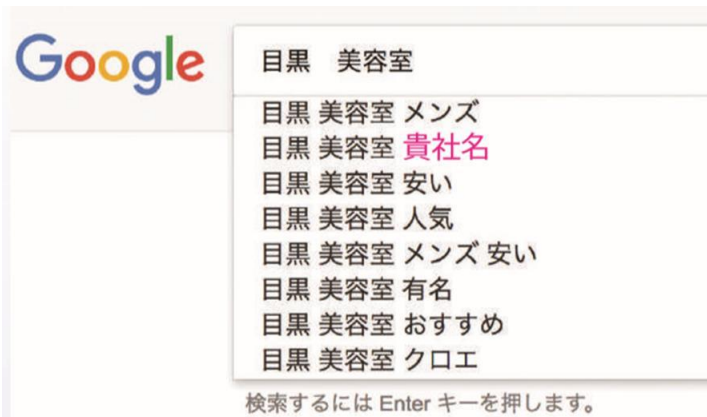 Google
目黒　美容室
目黒 美容室 メンズ
目黒 美容室 貴社名
目黒 美容室 安い
目黒 美容室 人気
目黒 美容室 メンズ 安い
目黒 美容室 有名
目黒 美容室 おすすめ
目黒 美容室 クロエ
検索するには Enter キーを押します。